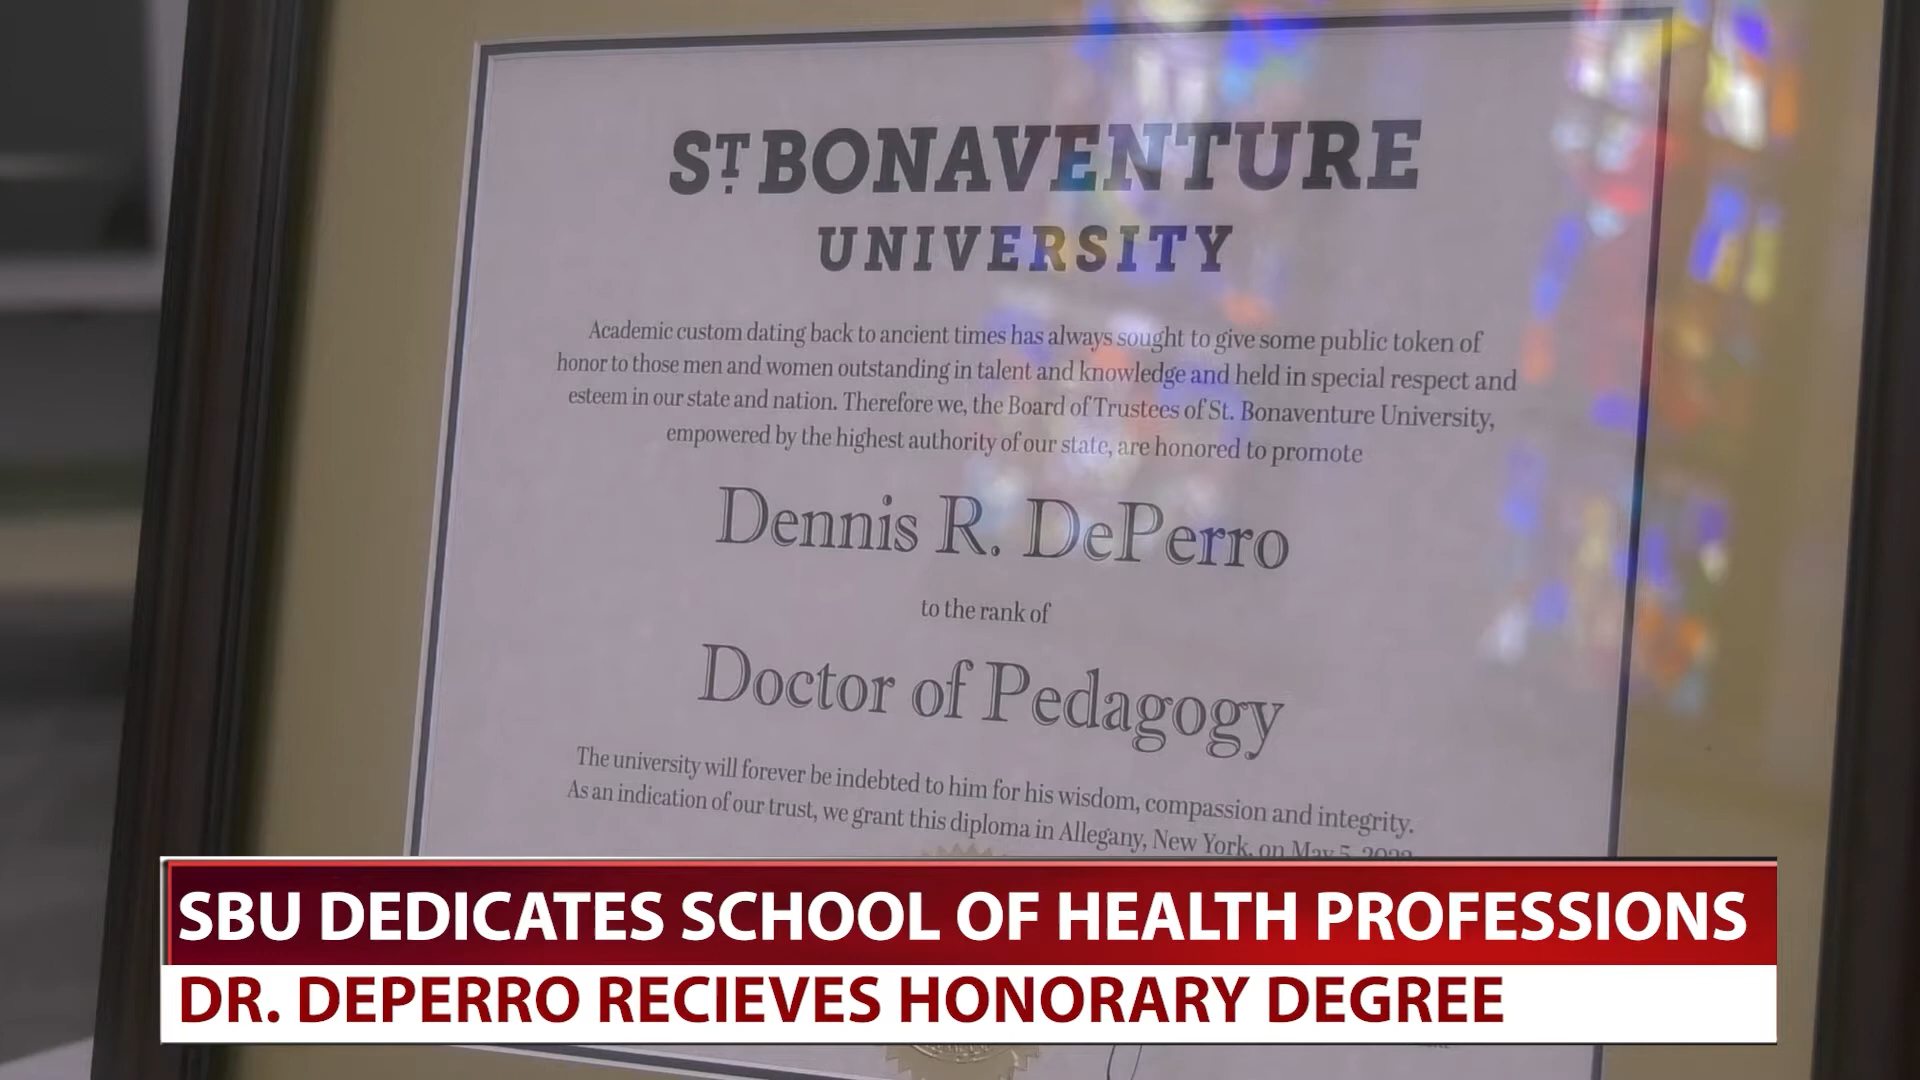 ST. BONAVENTURE
UNIVERSITY
Academic custom dating back to ancient times has always sought to give some public token of
honor to those men and women outstanding in talent and knowledge and held in special respect and
esteem in our state and nation. Therefore we, the Board of Trustees of St. Bonaventure University,
empowered by the highest authority of our state, are honored to promote
Dennis R. DePerro
to the rank of
Doctor of Pedagogy
The university will forever be indebted to him for his wisdom, compassion and integrity.
As an indication of our trust, we grant this diploma in Allegany, New York, on May 5,
SBU DEDICATES SCHOOL OF HEALTH PROFESSIONS
DR. DEPERRO RECIEVES HONORARY DEGREE